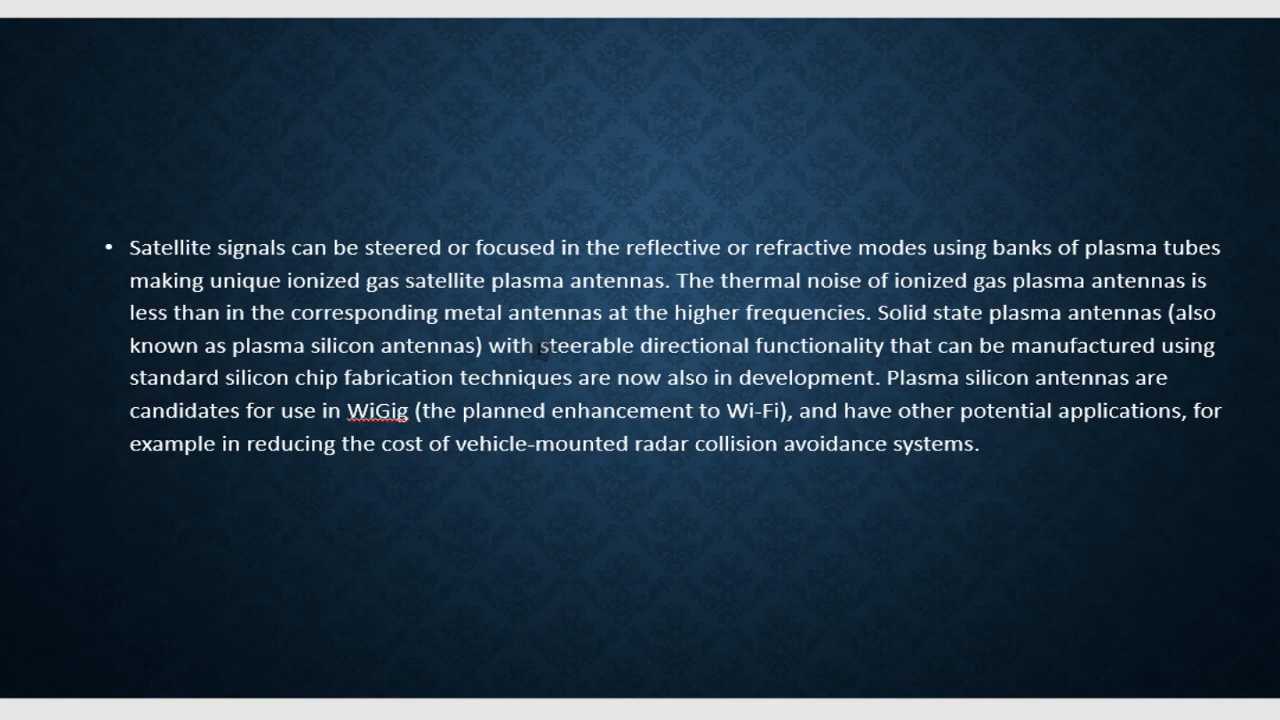 • Satellite signals can be steered or focused in the reflective or refractive modes using banks of plasma tubes
making unique ionized gas satellite plasma antennas. The thermal noise of ionized gas plasma antennas is
less than in the corresponding metal antennas at the higher frequencies. Solid state plasma antennas (also
known as plasma silicon antennas) with steerable directional functionality that can be manufactured using
standard silicon chip fabrication techniques are now also in development. Plasma silicon antennas are
candidates for use in WiGig (the planned enhancement to Wi-Fi), and have other potential applications, for
example in reducing the cost of vehicle-mounted radar collision avoidance systems.